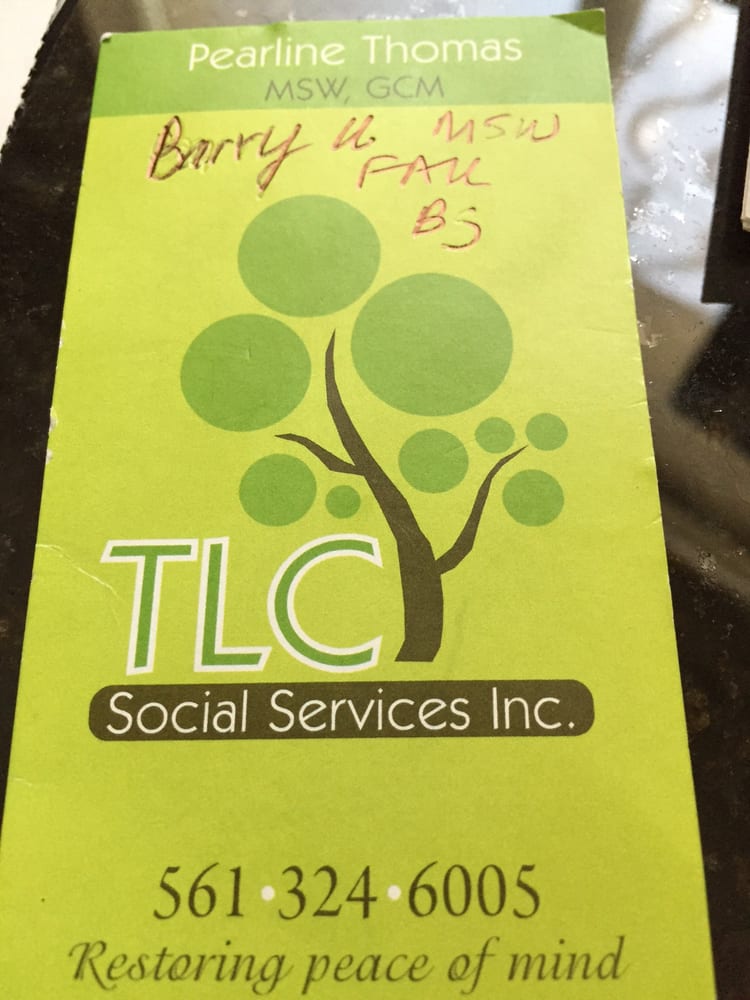 Pearline Thomas
MSW, GCM
Barry U MSW
FAU
BS
TLC
Social Services Inc.
561•324•6005
Restoring peace of mind